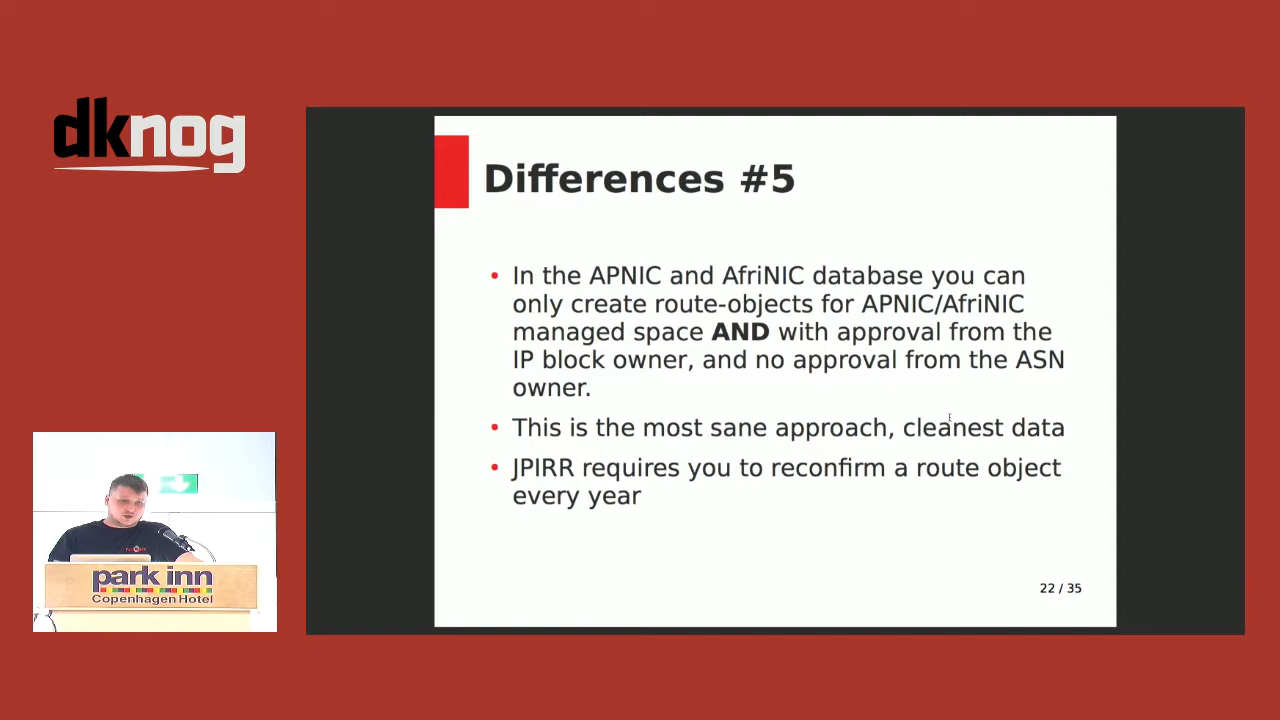 dknog
Differences #5
• In the APNIC and AfriNIC database you can
only create route-objects for APNIC/AfriNIC
managed space AND with approval from the
IP block owner, and no approval from the ASN
owner.
• This is the most sane approach, cleanest data
• JPIRR requires you to reconfirm a route object
every year
22 / 35
park inn
Copenhagen Hotel